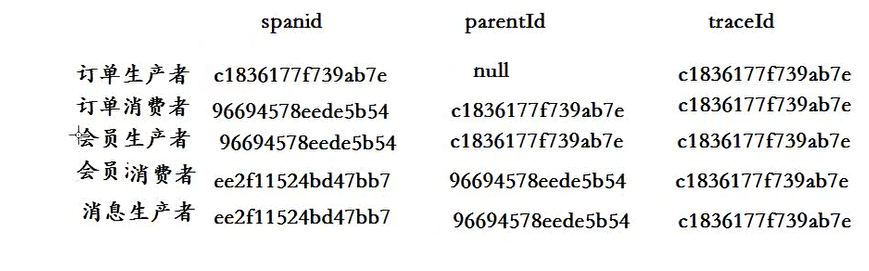 spanid parentId traceId
订单生产者 c1836177f739ab7e null c1836177f739ab7e
订单消费者 96694578eede5b54 c1836177f739ab7e c1836177f739ab7e
会员生产者 96694578eede5b54 c1836177f739ab7e c1836177f739ab7e
会员消费者 ee2f11524bd47bb7 96694578eede5b54 c1836177f739ab7e
消息生产者 ee2f11524bd47bb7 96694578eede5b54 c1836177f739ab7e